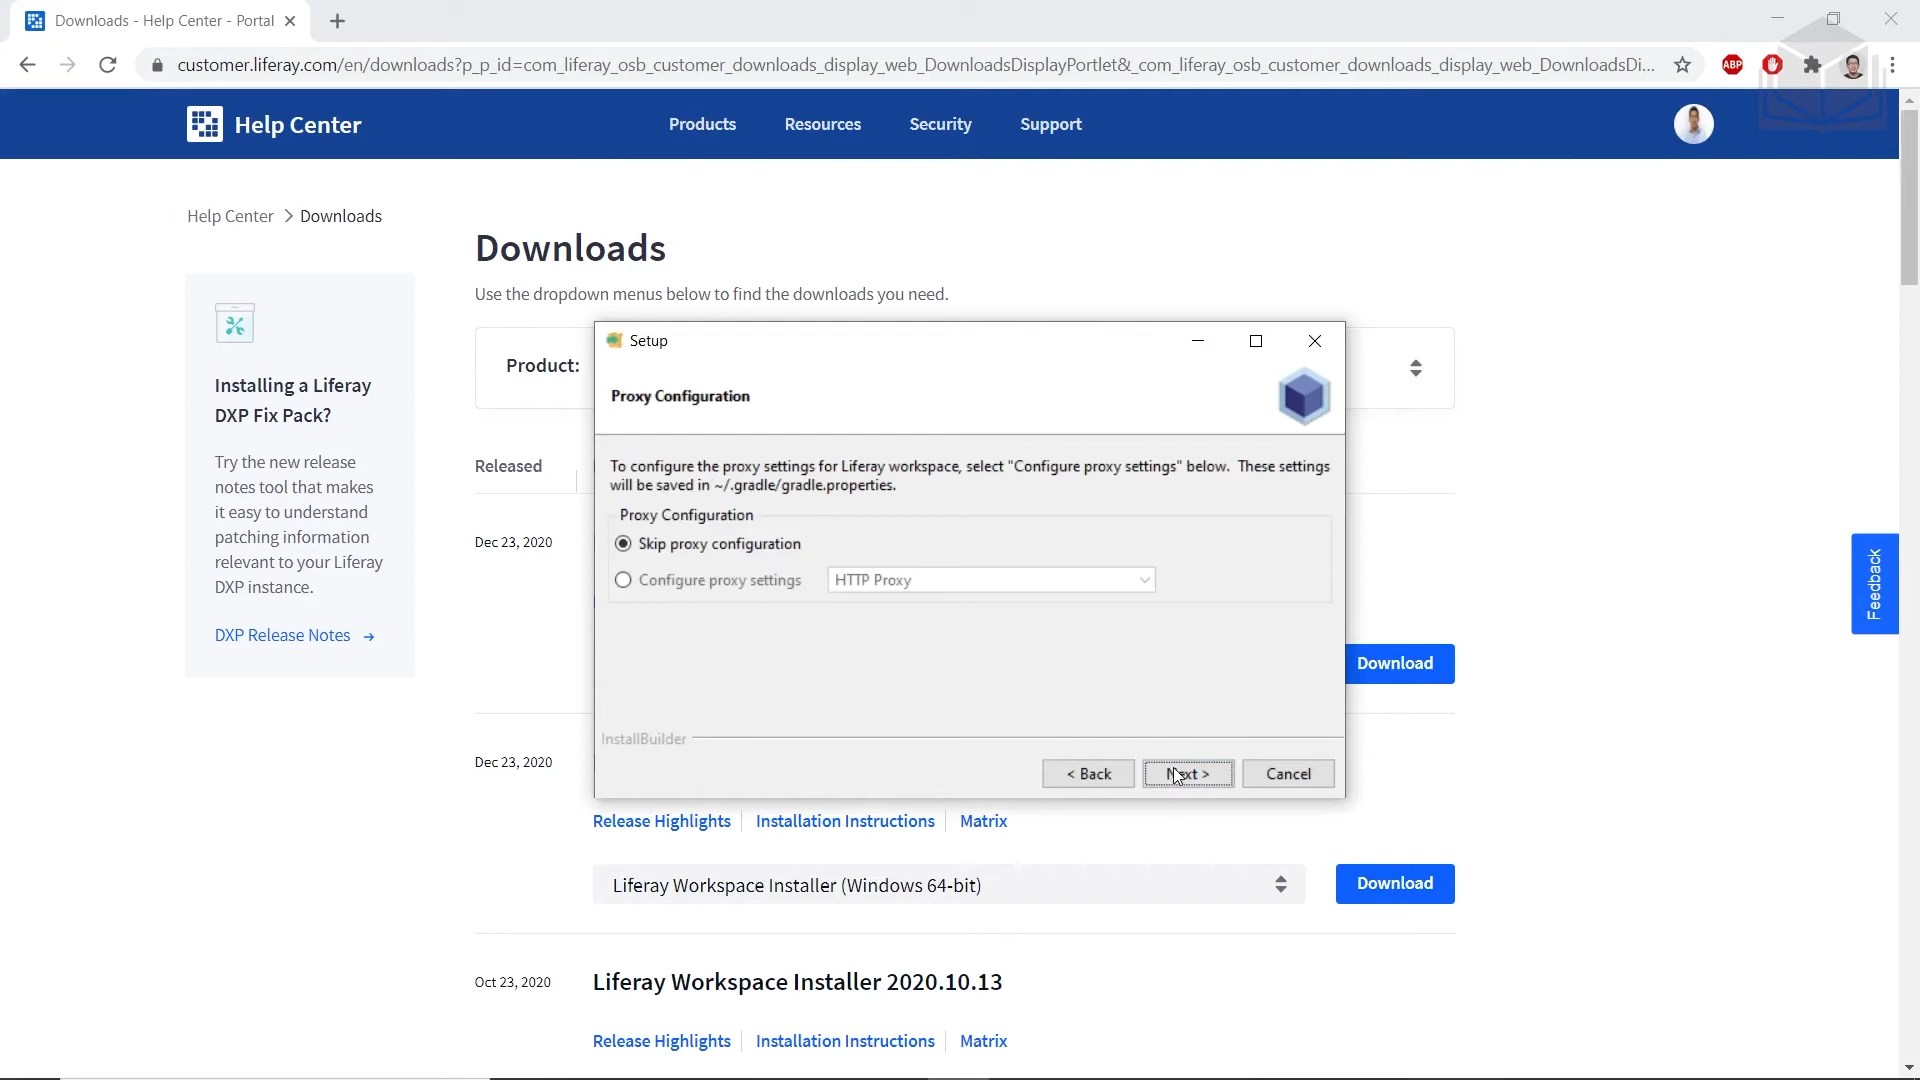 Downloads - Help Center - Portal
customer.liferay.com/en/downloads?p_p_id=com_liferay_osb_customer_downloads_display_web_DownloadsDisplayPortlet&_com_liferay_osb_customer_downloads_display_web_DownloadsDi...
ABP
Help Center
Products
Resources
Security
Support
Help Center > Downloads
Downloads
Use the dropdown menus below to find the downloads you need.
Installing a Liferay
DXP Fix Pack?
Try the new release
notes tool that makes
it easy to understand
patching information
relevant to your Liferay
DXP instance.
DXP Release Notes →
Product:
Released
Setup
Proxy Configuration
To configure the proxy settings for Liferay workspace, select "Configure proxy settings" below. These settings
will be saved in ~/.gradle/gradle.properties.
Proxy Configuration
Skip proxy configuration
Configure proxy settings
HTTP Proxy
InstallBuilder
< Back
Next >
Cancel
Dec 23, 2020
Download
Feedback
Dec 23, 2020
Release Highlights
Installation Instructions
Matrix
Liferay Workspace Installer (Windows 64-bit)
Download
Oct 23, 2020
Liferay Workspace Installer 2020.10.13
Release Highlights
Installation Instructions
Matrix